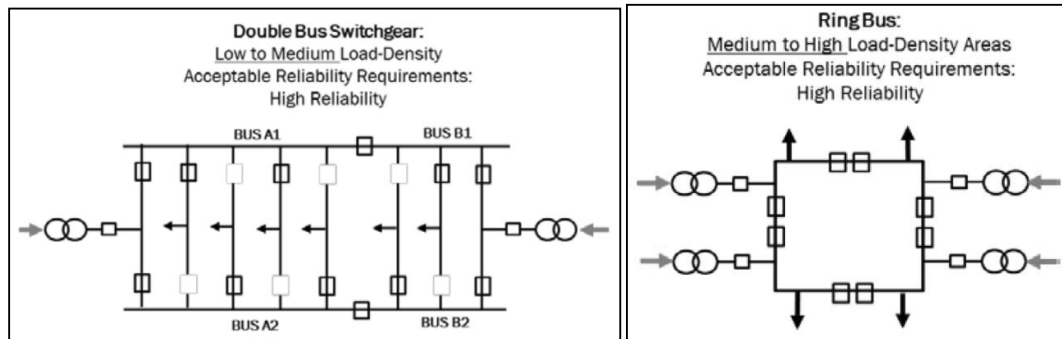 Double Bus Switchgear:
Low to Medium Load-Density
Acceptable Reliability Requirements:
High Reliability
BUS A1
BUS B1
BUS A2
BUS B2
Ring Bus:
Medium to High Load-Density Areas
Acceptable Reliability Requirements:
High Reliability